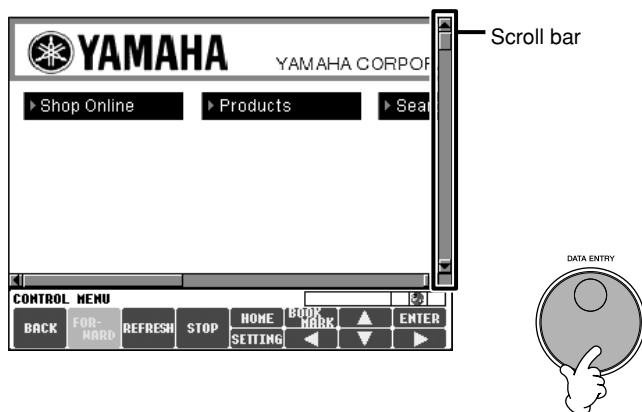 YAMAHA
YAMAHA CORPOR
Scroll bar
Shop Online
Products
Sear
DATA ENTRY
CONTROL MENU
BACK
FOR-
WARD
REFRESH
STOP
HOME
BOOK
MARK
ENTER
SETTING